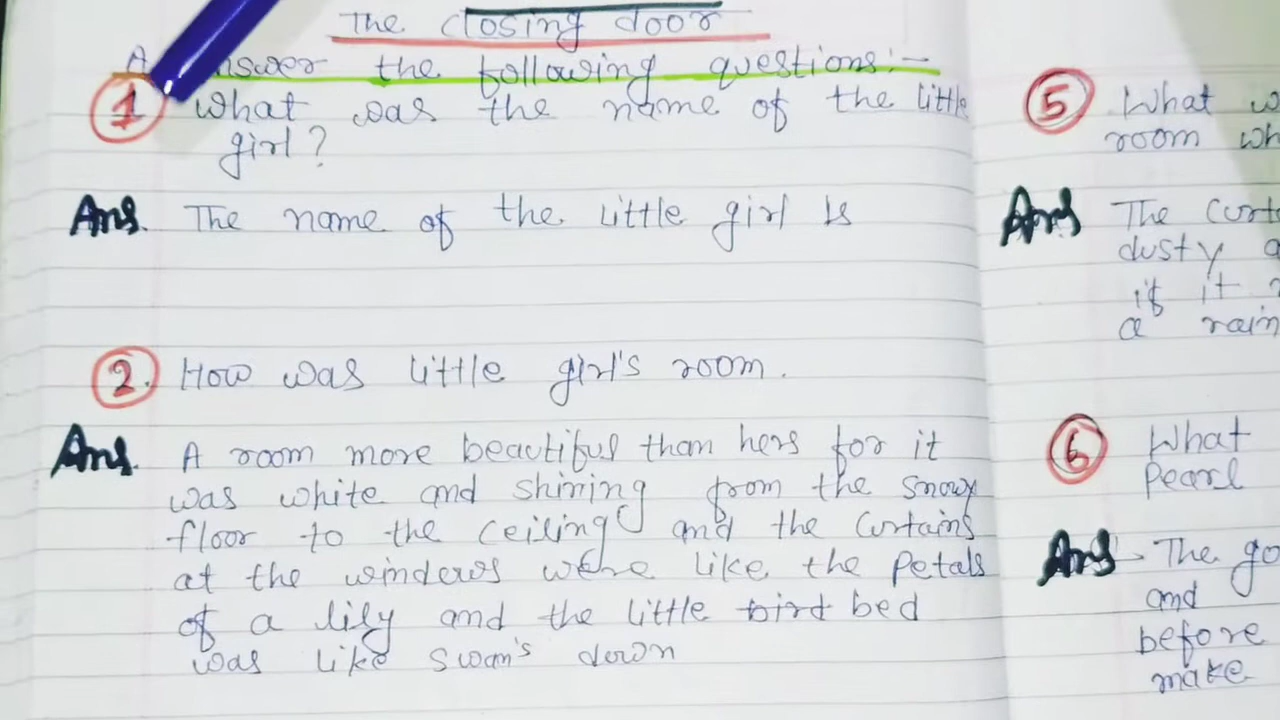 The closing door
A nswer the following questions:-
1 What was the name of the little
girl?
Ans. The name of the little girl is
2. How was little girl's room.
Ans. A room more beautiful than hers for it
was white and shining from the snowy
floor to the ceiling and the curtains
at the windows were like the petals
of a lily and the little bird bed
was like swan's down
5 What w
room wh
Ans The curt
dusty a
if it
a rain
6 What
Pearl
Ans The go
and
before
make